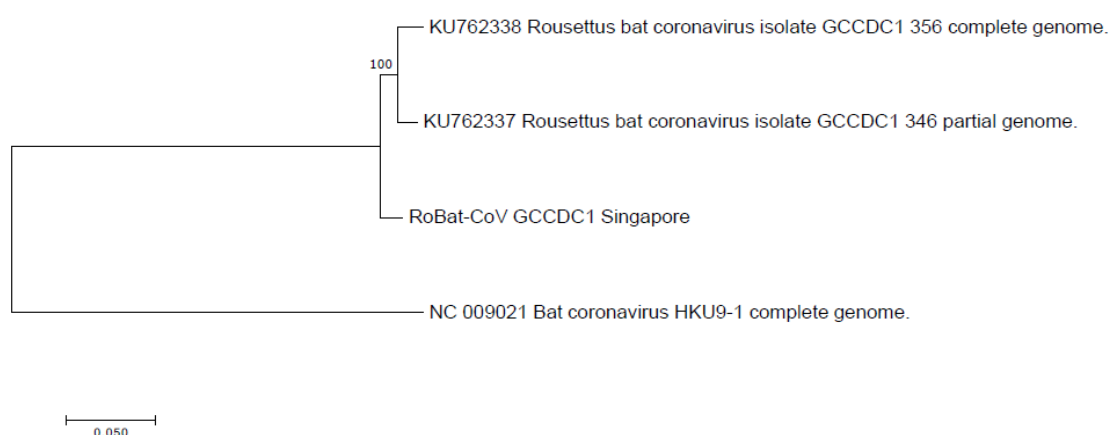 KU762338 Rousettus bat coronavirus isolate GCCDC1 356 complete genome.
100
KU762337 Rousettus bat coronavirus isolate GCCDC1 346 partial genome.
RoBat-CoV GCCDC1 Singapore
NC 009021 Bat coronavirus HKU9-1 complete genome.
0.050